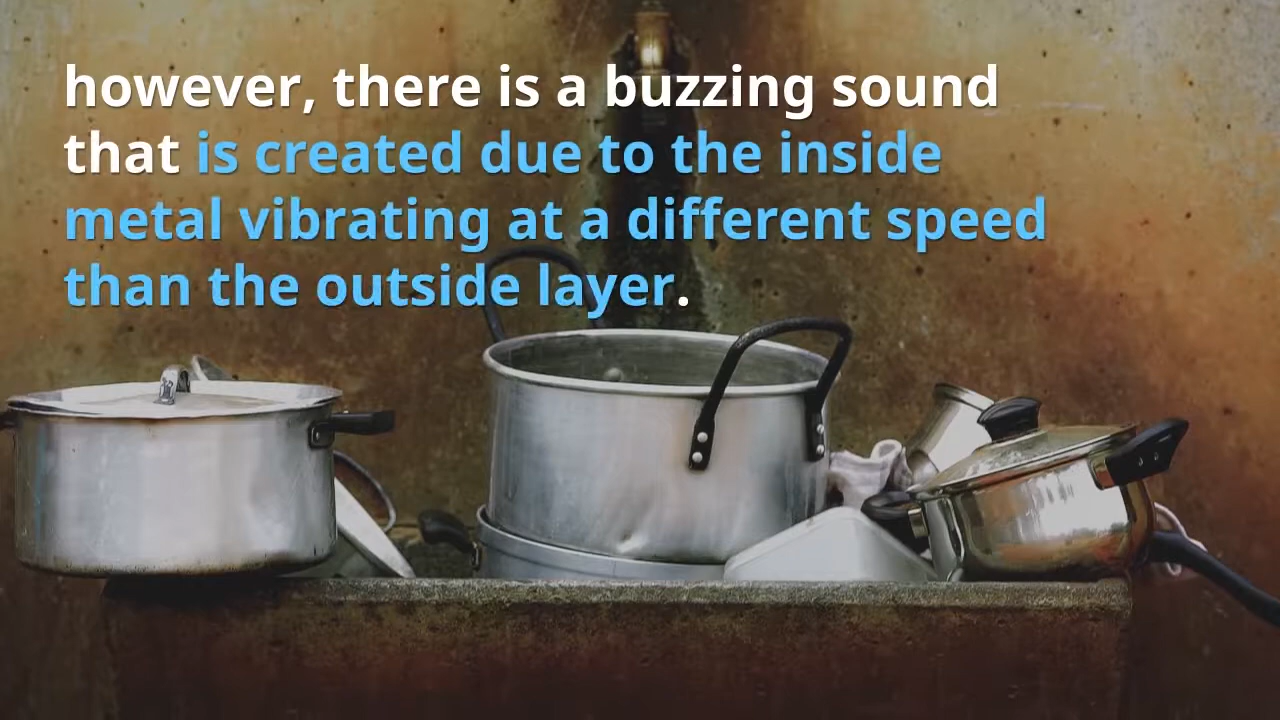 however, there is a buzzing sound
that is created due to the inside
metal vibrating at a different speed
than the outside layer.